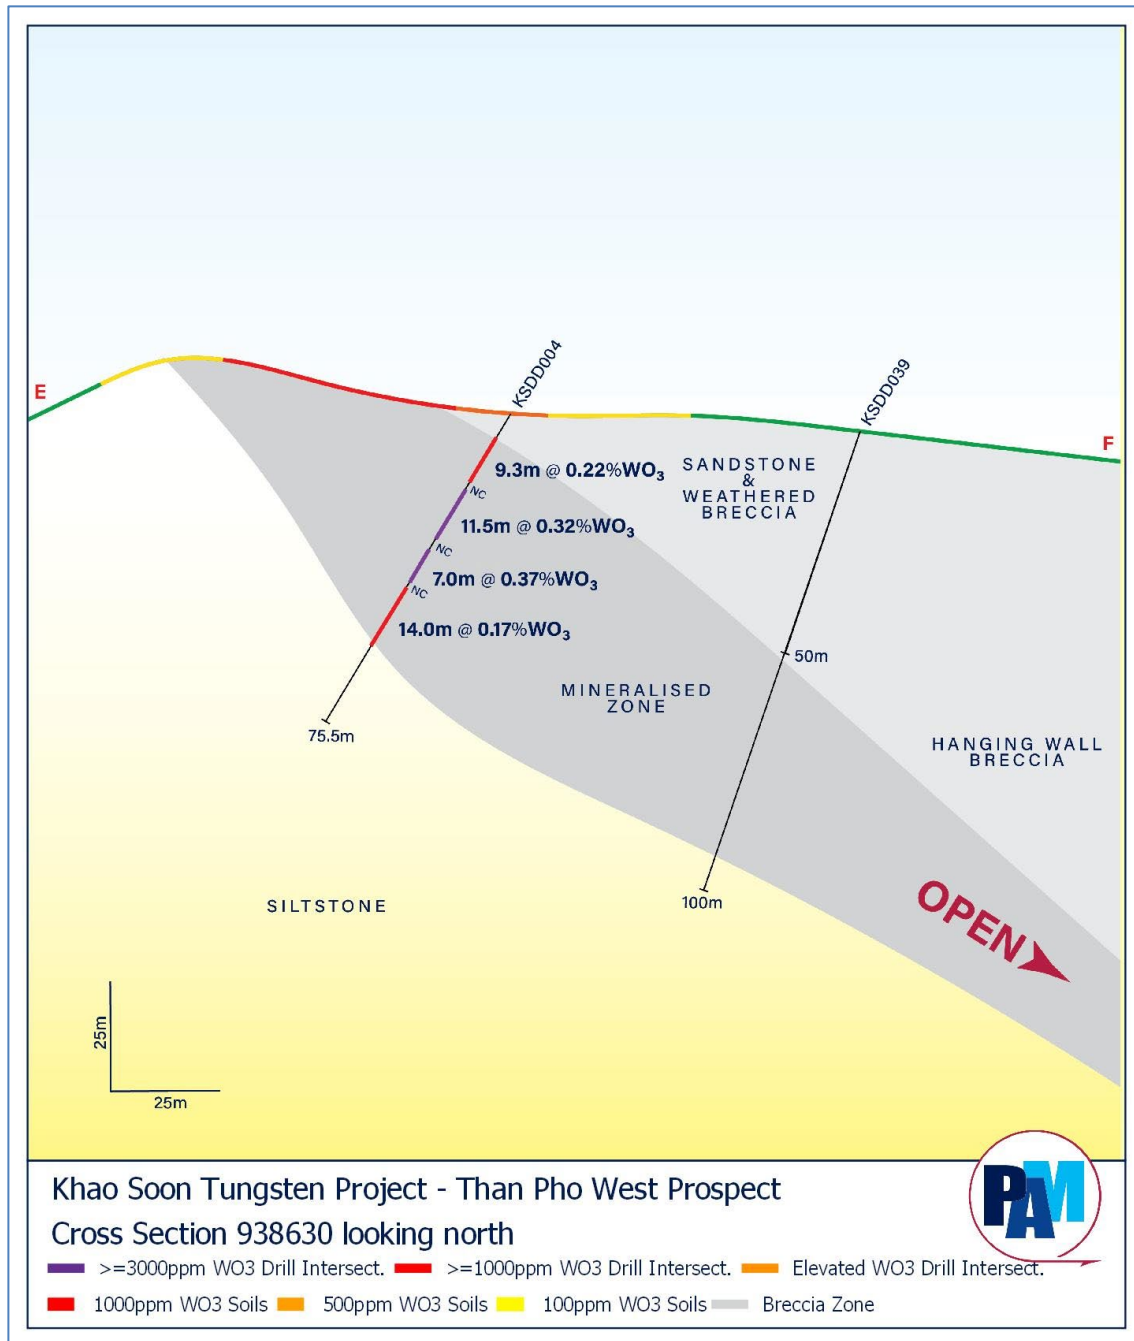 E
KSDD004
KSDD039
F
9.3m @ 0.22%WO3
NC
11.5m @ 0.32%WO3
NC
7.0m @ 0.37%WO3
NC
14.0m @ 0.17%WO3
SANDSTONE
&
WEATHERED
BRECCIA
50m
MINERALISED
ZONE
75.5m
HANGING WALL
BRECCIA
100m
OPEN
SILTSTONE
25m
25m
Khao Soon Tungsten Project - Than Pho West Prospect
Cross Section 938630 looking north
PAM
>=3000ppm WO3 Drill Intersect. >=1000ppm WO3 Drill Intersect. Elevated WO3 Drill Intersect.
1000ppm WO3 Soils 500ppm WO3 Soils 100ppm WO3 Soils Breccia Zone